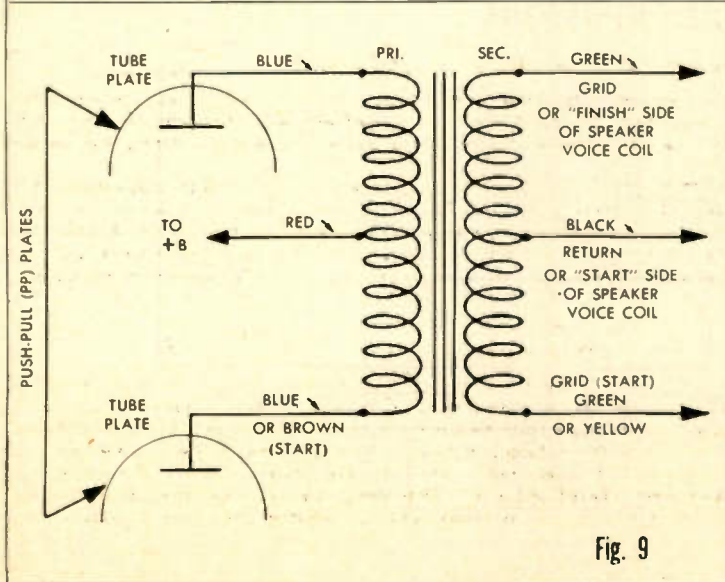 PUSH-PULL (PP) PLATES
TUBE
PLATE
BLUE
PRI.
SEC.
GREEN
GRID
OR "FINISH" SIDE
OF SPEAKER
VOICE COIL
TO
+B
RED
BLACK
RETURN
OR "START" SIDE
OF SPEAKER
VOICE COIL
TUBE
PLATE
BLUE
OR BROWN
(START)
GRID (START)
GREEN
OR YELLOW
Fig. 9